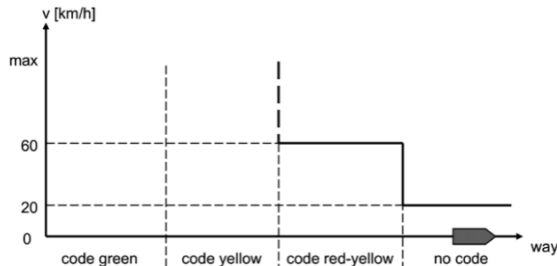 v [km/h]
max
60
20
0
way
code green code yellow code red-yellow no code